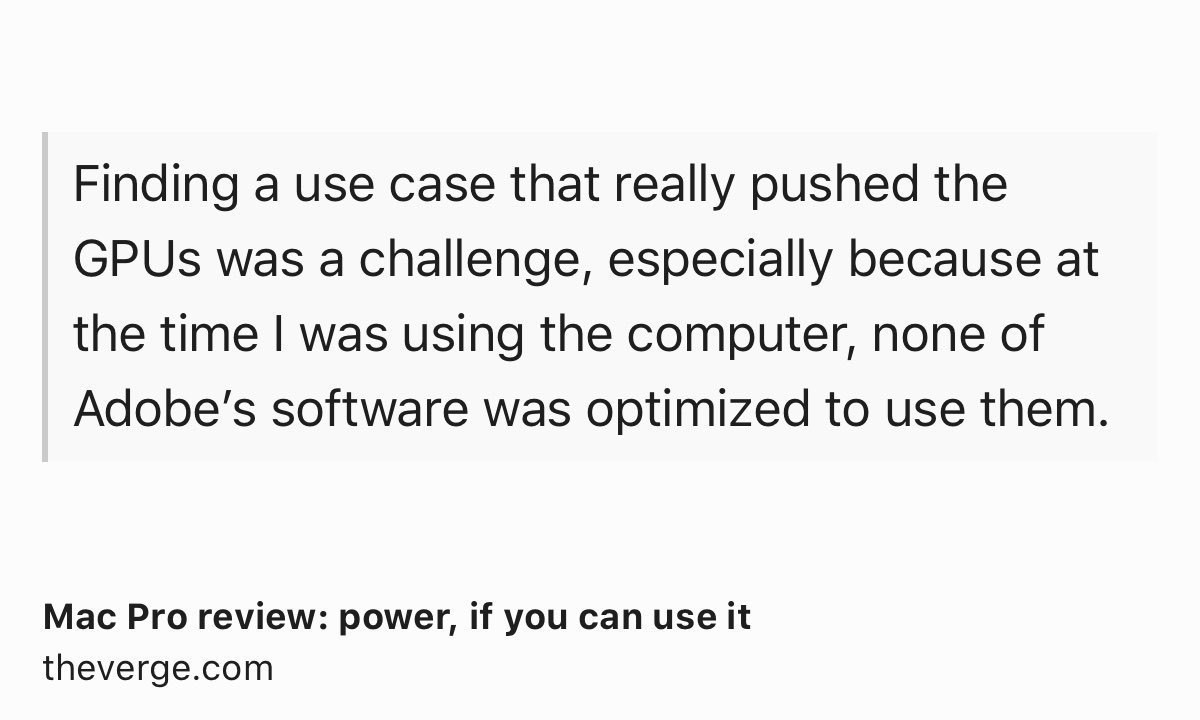 Finding a use case that really pushed the
GPUs was a challenge, especially because at
the time I was using the computer, none of
Adobe’s software was optimized to use them.
Mac Pro review: power, if you can use it
theverge.com